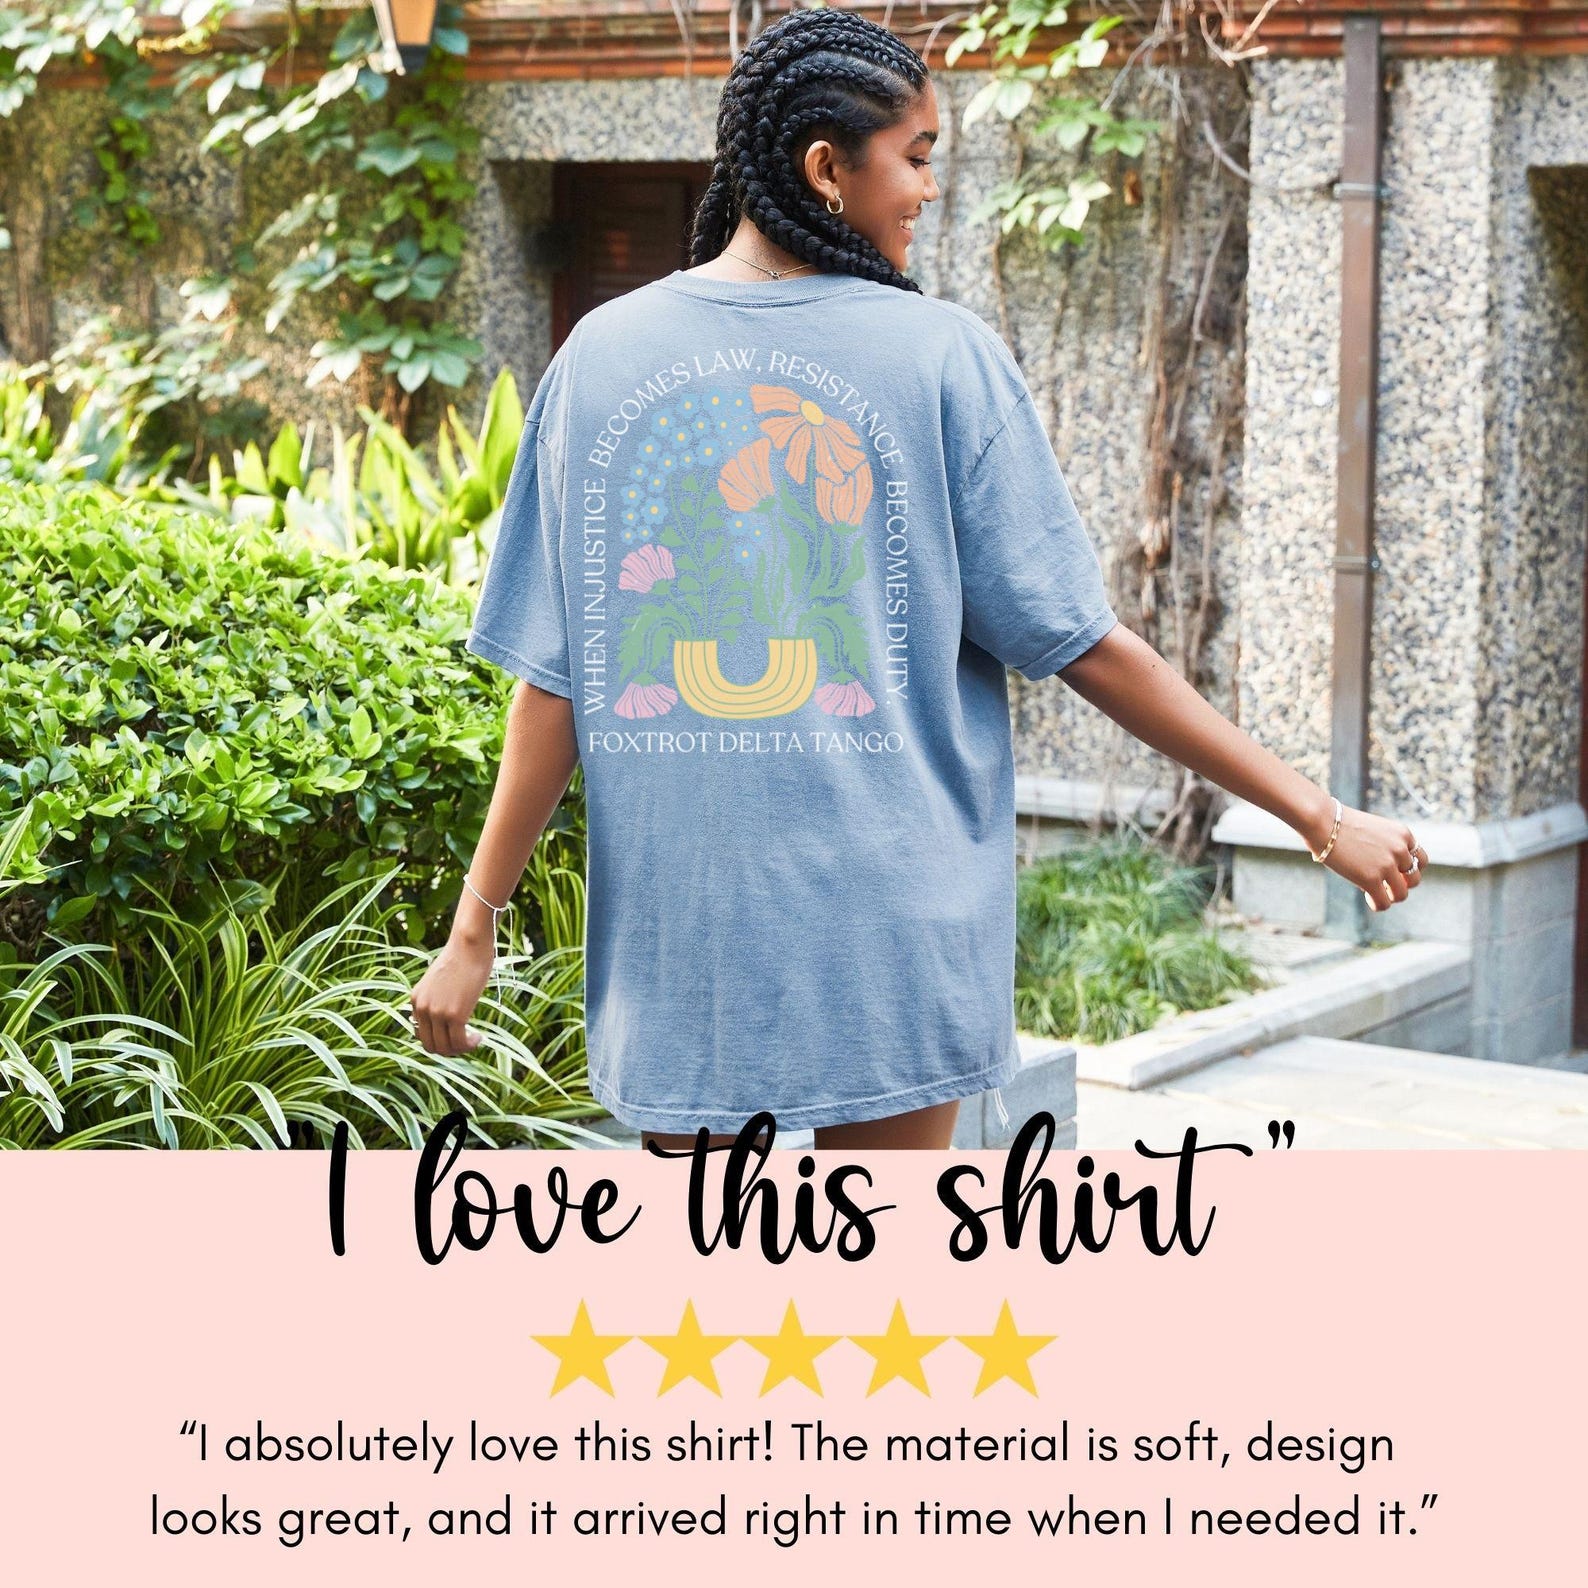 WHEN INJUSTICE BECOMES LAW, RESISTANCE BECOMES DUTY.
FOXTROT DELTA TANGO
"I love this shirt"
“I absolutely love this shirt! The material is soft, design
looks great, and it arrived right in time when I needed it.”